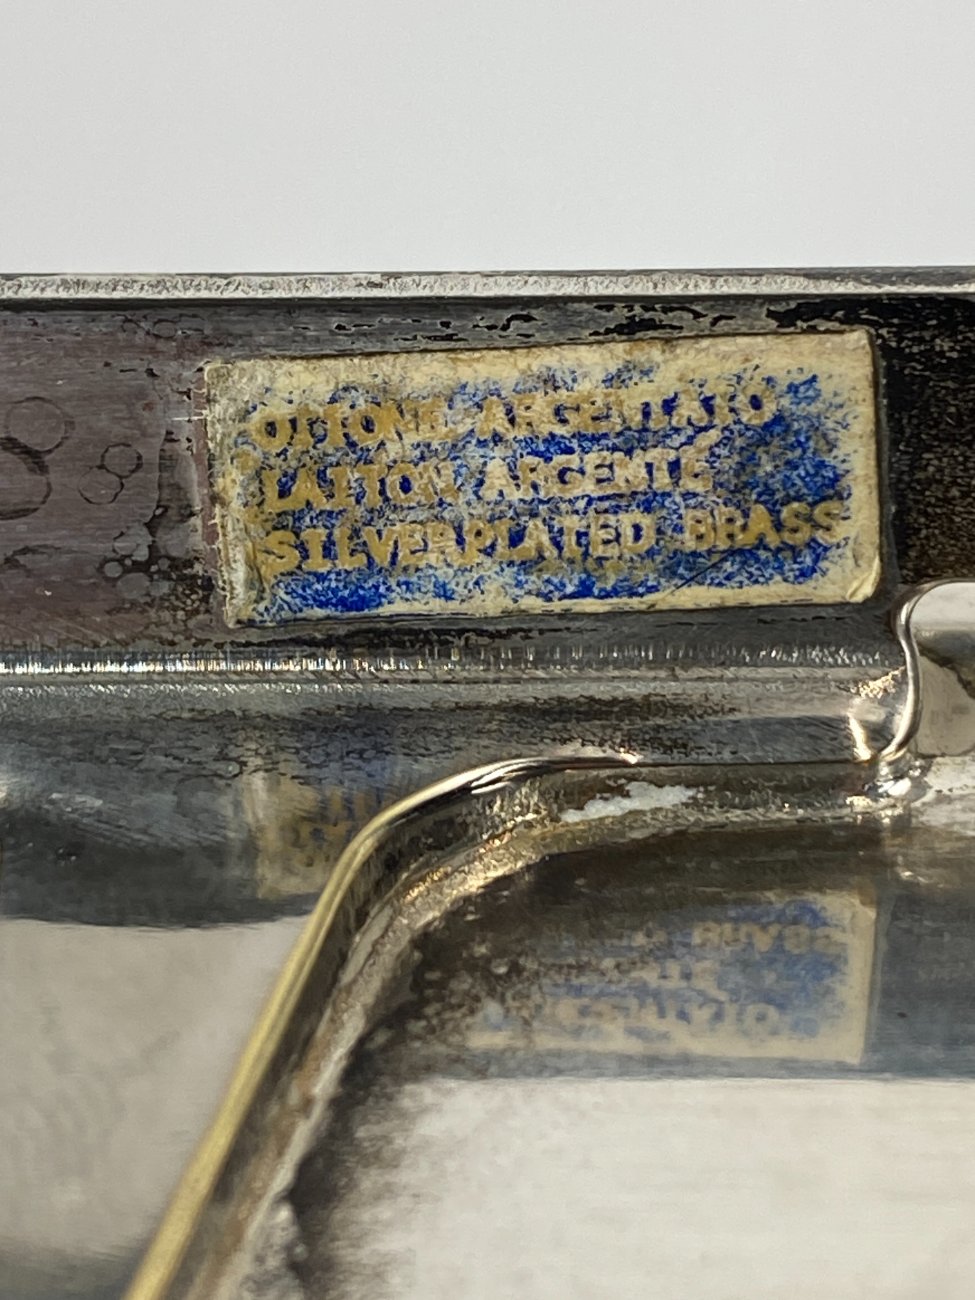 OTTONE ARGENTATO
LAITON ARGENTÉ
SILVERPLATED BRASS